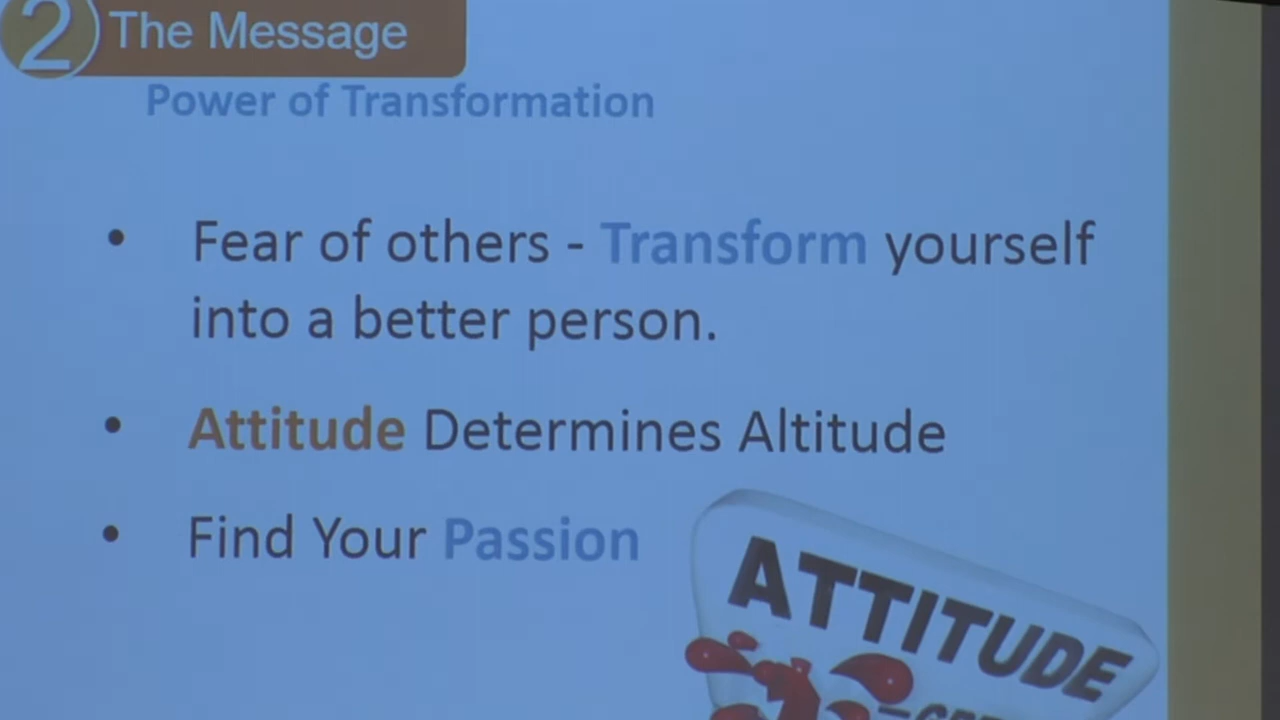 2 The Message
Power of Transformation
• Fear of others - Transform yourself
into a better person.
• Attitude Determines Altitude
• Find Your Passion
ATTITUDE